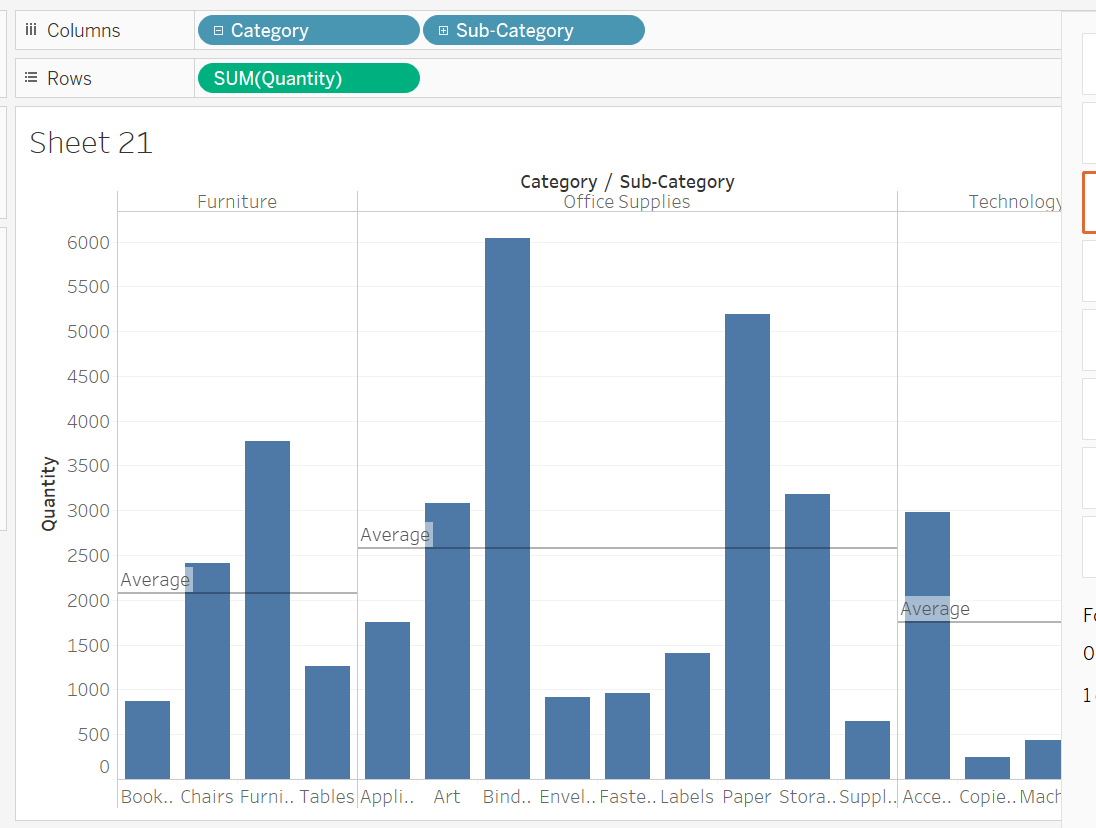 Columns Category Sub-Category
Rows SUM(Quantity)
Sheet 21
Category / Sub-Category
Furniture Office Supplies Technology
6000
5500
5000
4500
4000
3500
3000
2500
2000
1500
1000
500
0
Quantity
Average
Average
Average
Book.. Chairs Furni.. Tables Appli.. Art Bind.. Envel.. Faste.. Labels Paper Stora.. Suppl.. Acce.. Copie.. Mach